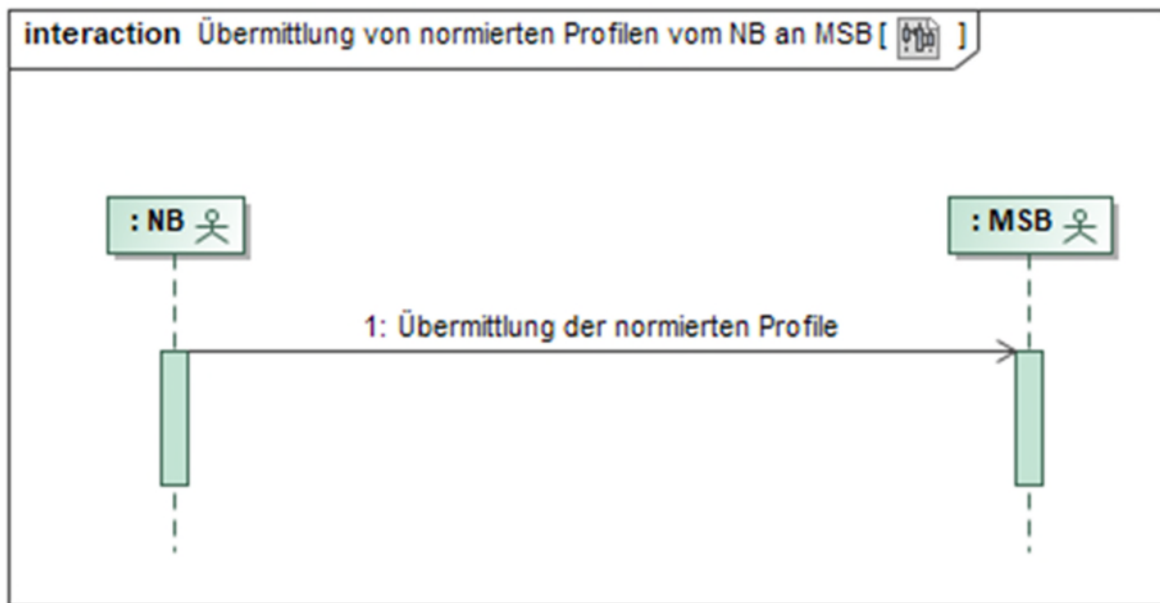 interaction Übermittlung von normierten Profilen vom NB an MSB [ ]
: NB
: MSB
1: Übermittlung der normierten Profile